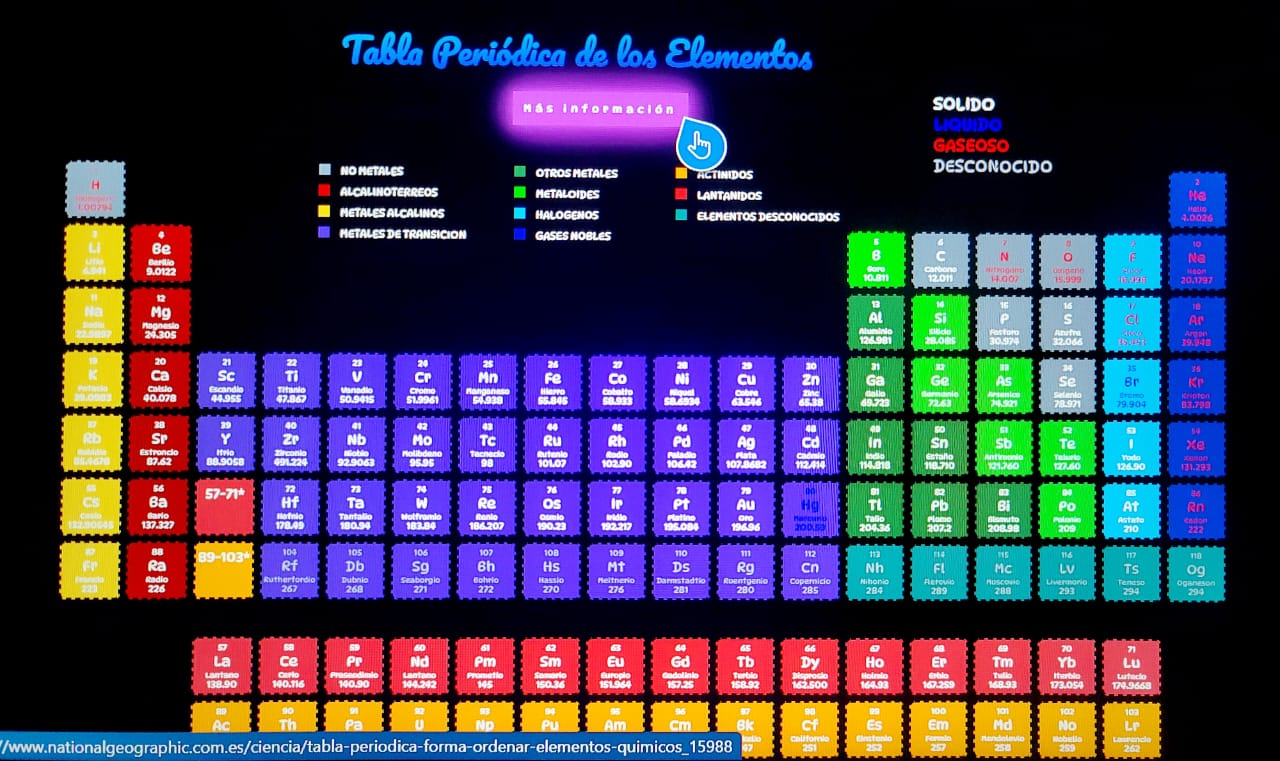 Tabla Periódica de los Elementos
Más información
SOLIDO
LIQUIDO
GASEOSO
DESCONOCIDO
NO METALES
ALCALINOTERREOS
METALES ALCALINOS
METALES DE TRANSICION
OTROS METALES
METALOIDES
HALOGENOS
GASES NOBLES
ACTINIDOS
LANTANIDOS
ELEMENTOS DESCONOCIDOS
H 1.00794
2 He Helio 4.0026
3 Li Litio 6.941
4 Be Berilio 9.0122
5 B Boro 10.811
6 C Carbono 12.011
7 N Nitrogeno 14.007
8 O Oxigeno 15.999
F
10 Ne Neon 20.1797
11 Na Sodio 22.9897
12 Mg Magnesio 24.305
13 Al Aluminio 126.981
14 Si Silicio 28.085
15 P Fosforo 30.974
16 S Azufre 32.066
17 Cl
18 Ar Argon 39.948
19 K Potacio 39.0983
20 Ca Calsio 40.078
21 Sc Escandio 44.955
22 Ti Titanio 47.867
23 V Vanadio 50.9415
24 Cr Cromo 51.9961
25 Mn Manganeso 54.938
26 Fe Hierro 55.845
27 Co Cobalto 58.933
28 Ni Niquel 58.6934
29 Cu Cobre 63.546
30 Zn Zinc 65.38
31 Ga Galio 69.723
32 Ge Germanio 72.63
33 As Arsenico 74.921
34 Se Selenio 78.971
35 Br Bromo 79.904
36 Kr Kripton 83.798
37 Rb Rubidio 85.4678
38 Sr Estroncio 87.62
39 Y Itrio 88.9058
40 Zr Zirconio 491.224
41 Nb Niobio 92.9063
42 Mo Molibdano 95.95
43 Tc Tecnecio 98
44 Ru Rutenio 101.07
45 Rh Rodio 102.90
46 Pd Paladio 106.42
47 Ag Plata 107.8682
48 Cd Cadmio 112.414
49 In Indio 114.818
50 Sn Estaño 118.710
51 Sb Antimonio 121.760
52 Te Telurio 127.60
53 I Yodo 126.90
54 Xe Xenon 131.293
55 Cs Cesio 132.90545
56 Ba Bario 137.327
57-71*
72 Hf Hafnio 178.49
73 Ta Tantalio 180.94
74 W Wolframio 183.84
75 Re Renio 186.207
76 Os Osmio 190.23
77 Ir Iridio 192.217
78 Pt Platino 195.084
79 Au Oro 196.96
80 Hg Mercurio 200.59
81 Tl Talio 204.36
82 Pb Plomo 207.2
83 Bi Bismuto 208.98
84 Po Polonio 209
85 At Astato 210
86 Rn Radon 222
87 Fr Francio 223
88 Ra Radio 226
89-103*
104 Rf Rutherfordio 267
105 Db Dubnio 268
106 Sg Seaborgio 271
107 Bh Bohrio 272
108 Hs Hassio 270
109 Mt Meitnerio 276
110 Ds Darmstadtio 281
111 Rg Roentgenio 280
112 Cn Copernicio 285
113 Nh Nihonio 284
114 Fl Flerovio 289
115 Mc Moscovio 288
116 Lv Livermorio 293
117 Ts Teneso 294
118 Og Oganeson 294
57 La Lantano 138.90
58 Ce Cerio 140.116
59 Pr Praseodimio 140.90
60 Nd Lantano 144.242
61 Pm Prometio 145
62 Sm Samario 150.36
63 Eu Europio 151.964
64 Gd Gadolinio 157.25
65 Tb Terbio 158.92
66 Dy Disprosio 162.500
67 Ho Holmio 164.93
68 Er Erbio 167.259
69 Tm Tulio 168.93
70 Yb Iterbio 173.054
71 Lu Lutecio 174.9668
89 Ac
90 Th
91 Pa
92 U
93 Np
94 Pu
95 Am
96 Cm
97 Bk
98 Cf Californio 251
99 Es Einstenio 252
100 Em Fermio 257
101 Md Mendelevio 258
102 No Nobelio 259
103 Lr Laurencio 262
//www.nationalgeographic.com.es/ciencia/tabla-periodica-forma-ordenar-elementos-quimicos_15988